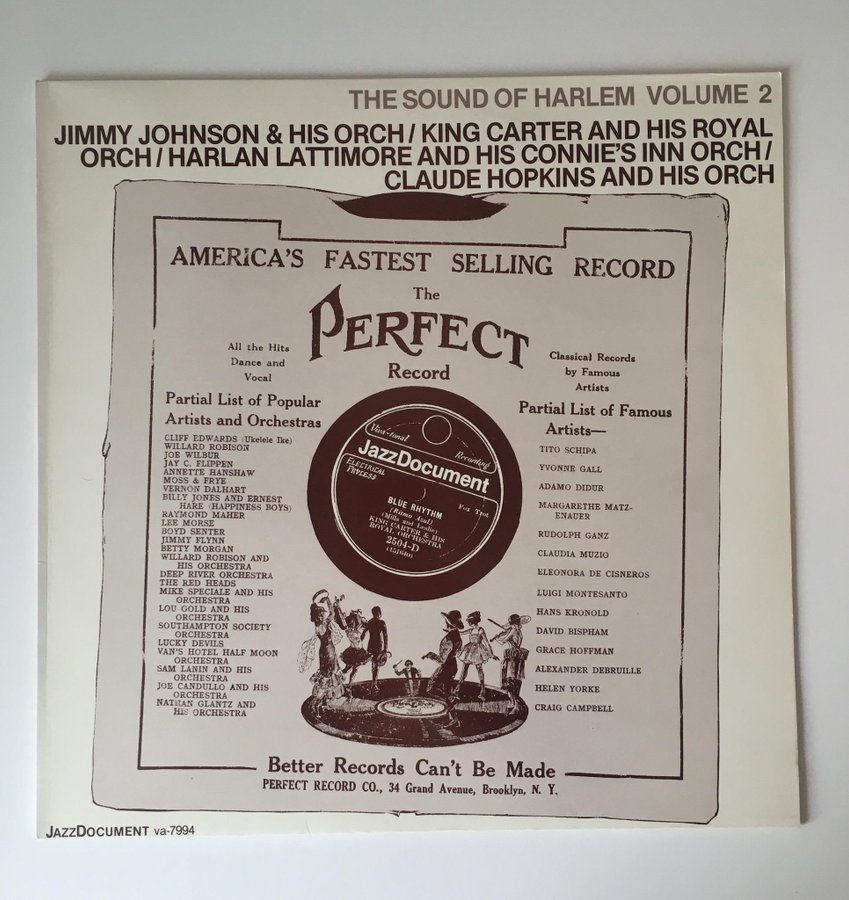 THE SOUND OF HARLEM VOLUME 2
JIMMY JOHNSON & HIS ORCH/KING CARTER AND HIS ROYAL
ORCH/HARLAN LATTIMORE AND HIS CONNIE'S INN ORCH/
CLAUDE HOPKINS AND HIS ORCH
AMERICA'S FASTEST SELLING RECORD
The
PERFECT
Record
All the Hits
Dance and
Vocal
Partial List of Popular
Artists and Orchestras
CLIFF EDWARDS (Ukelele Ike)
WILLARD ROBISON
JOE WILBUR
JAY C. FLIPPEN
ANNETTE HANSHAW
MOSS & FRYE
VERNON DALHART
BILLY JONES AND ERNEST
HARE (HAPPINESS BOYS)
RAYMOND MAHER
LEE MORSE
BOYD SENTER
JIMMY FLYNN
BETTY MORGAN
WILLARD ROBISON AND
HIS ORCHESTRA
DEEP RIVER ORCHESTRA
THE RED HEADS
MIKE SPECIALE AND HIS
ORCHESTRA
LOU GOLD AND HIS
ORCHESTRA
SOUTHAMPTON SOCIETY
ORCHESTRA
LUCKY DEVILS
VAN'S HOTEL HALF MOON
ORCHESTRA
SAM LANIN AND HIS
ORCHESTRA
JOE CANDULLO AND HIS
ORCHESTRA
NATHAN GLANTZ AND
HIS ORCHESTRA
Classical Records
by Famous
Artists
Partial List of Famous
Artists—
TITO SCHIPA
YVONNE GALL
ADAMO DIDUR
MARGARETHE MATZ-
ENAUER
RUDOLPH GANZ
CLAUDIA MUZIO
ELEONORA DE CISNEROS
LUIGI MONTESANTO
HANS KRONOLD
DAVID BISPHAM
GRACE HOFFMAN
ALEXANDER DEBRUILLE
HELEN YORKE
CRAIG CAMPBELL
Viva-tonal Recording
JazzDocument
ELECTRICAL
PROCESS
Fox Trot
BLUE RHYTHM
(Mills and Leslie)
KING CARTER & HIS
ROYAL ORCHESTRA
2504-D
(151640)
Perfect
Better Records Can't Be Made
PERFECT RECORD CO., 34 Grand Avenue, Brooklyn, N. Y.
JAZZDOCUMENT va-7994